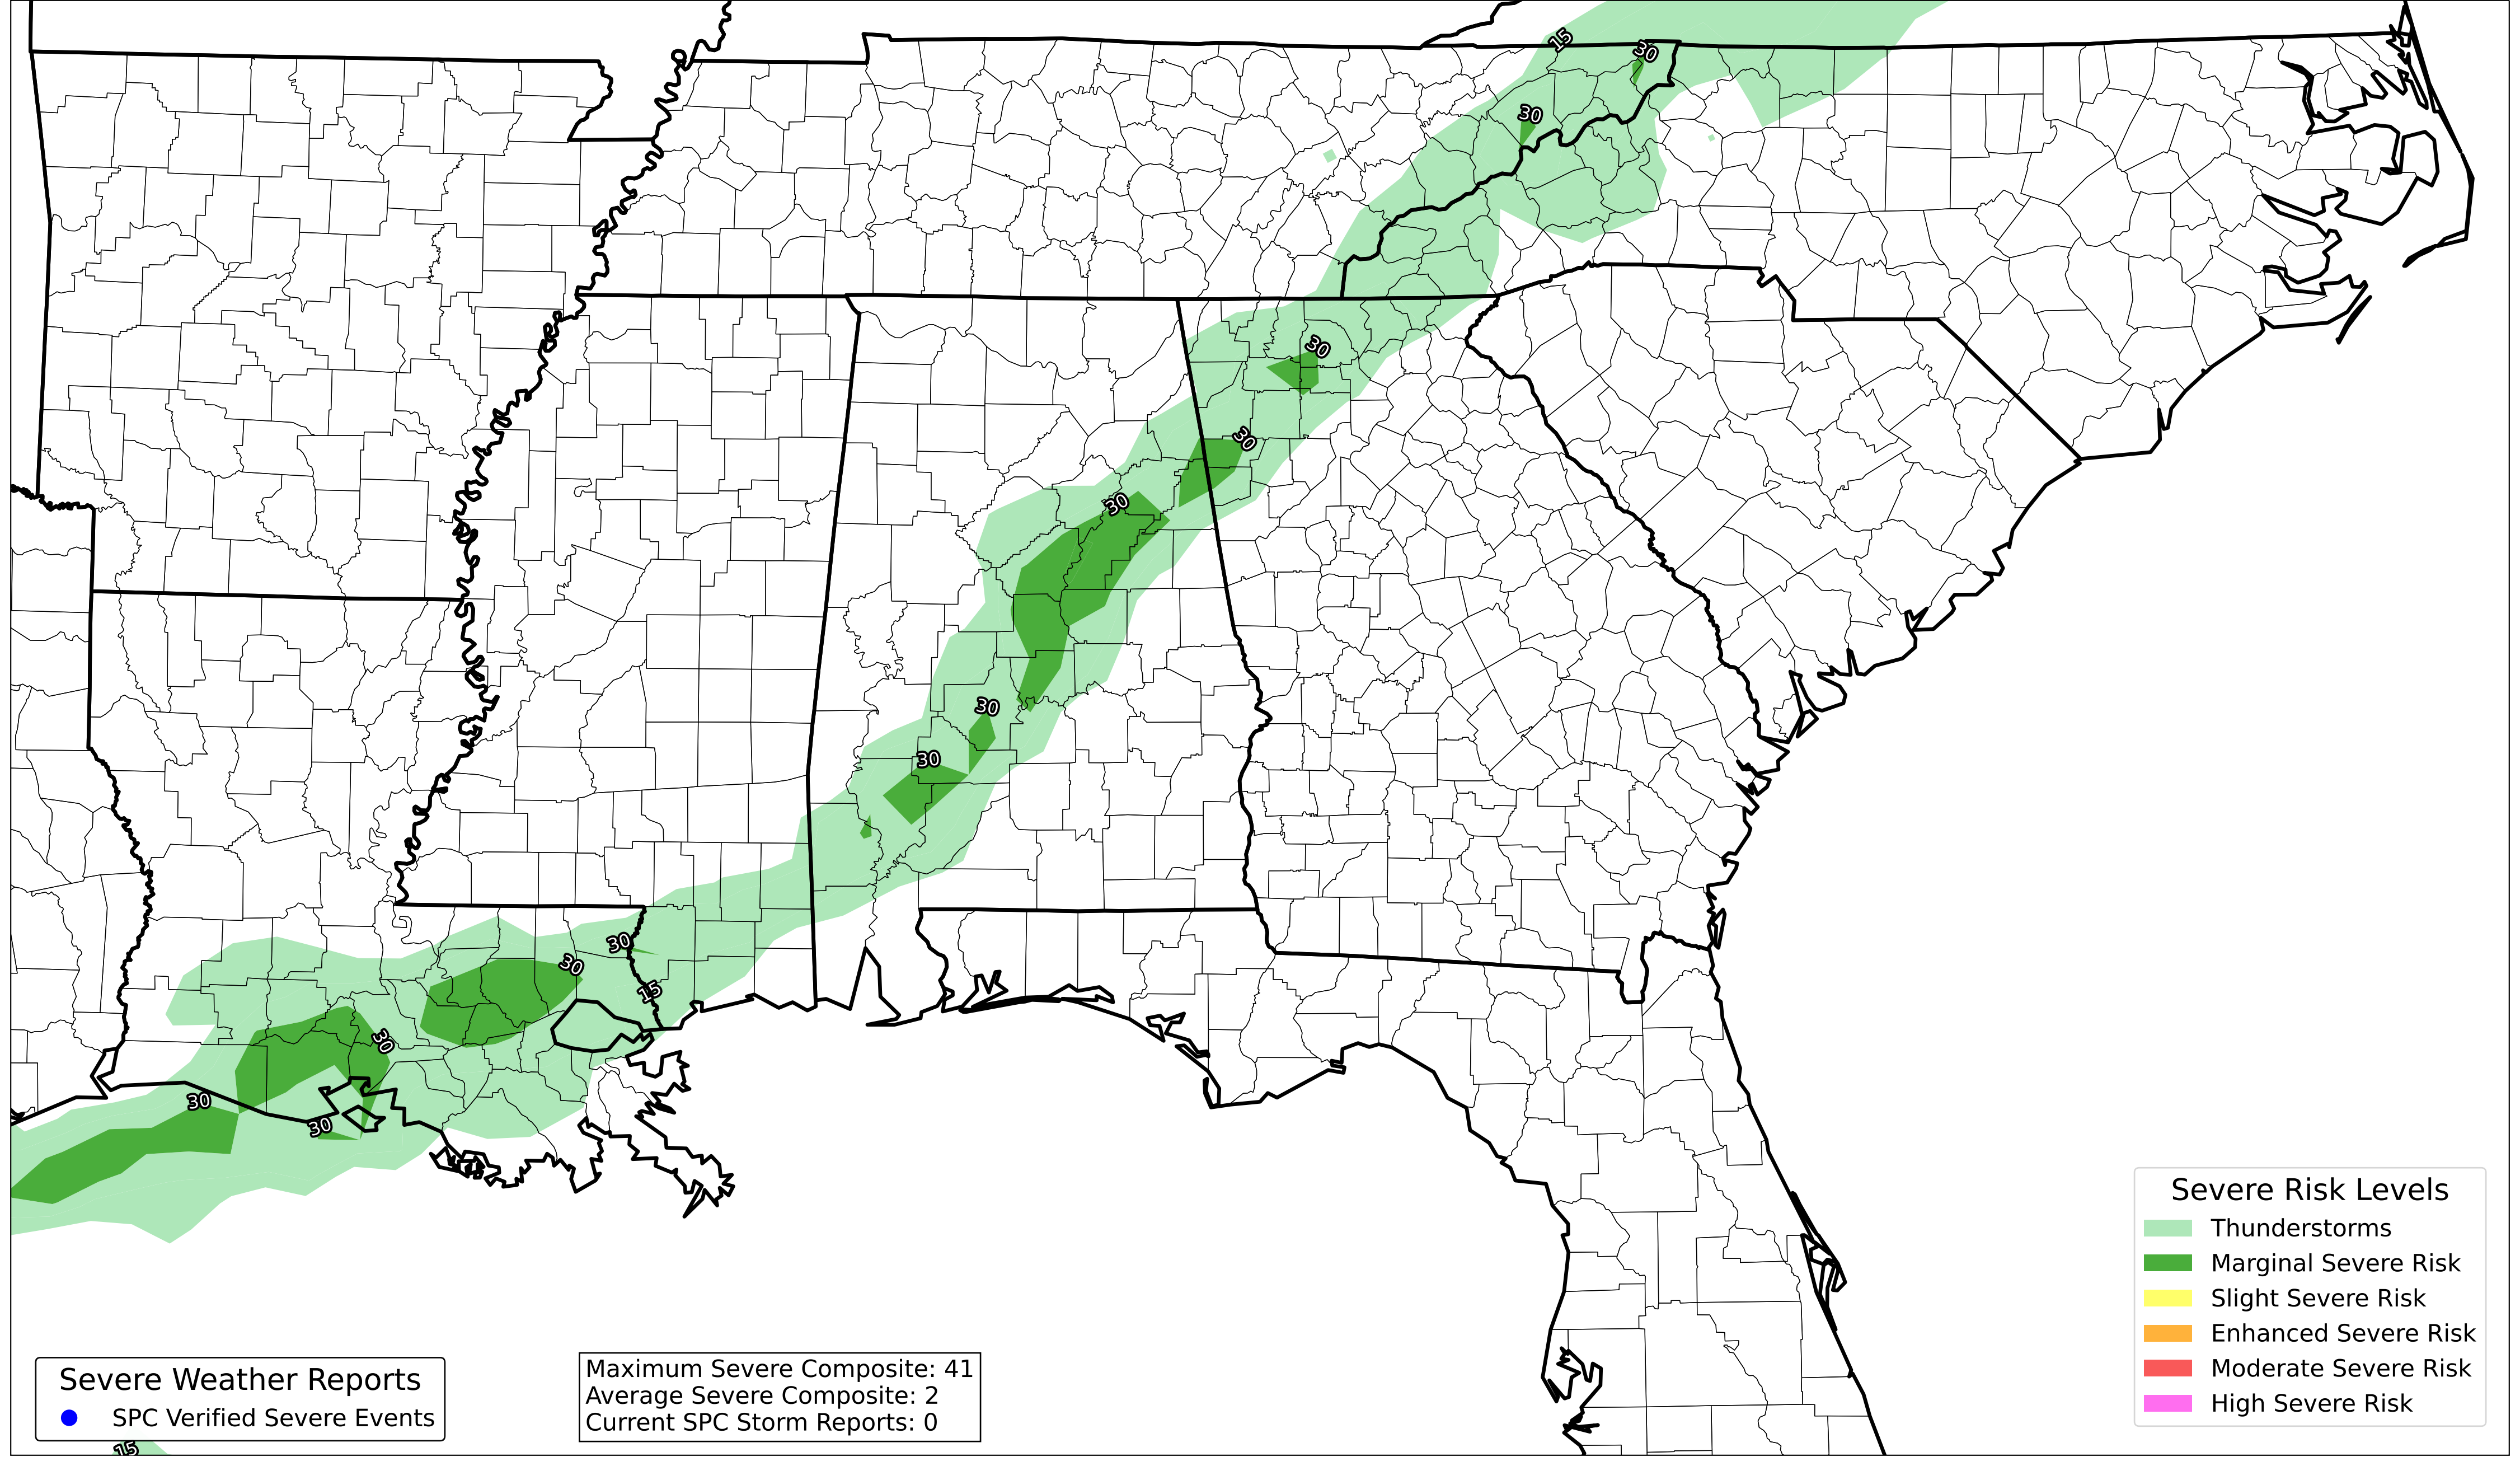 15
30
30
30
30
30
30
30
30
30
15
30
30
30
Severe Risk Levels
Thunderstorms
Marginal Severe Risk
Slight Severe Risk
Enhanced Severe Risk
Moderate Severe Risk
High Severe Risk
Maximum Severe Composite: 41
Average Severe Composite: 2
Current SPC Storm Reports: 0
Severe Weather Reports
SPC Verified Severe Events
15